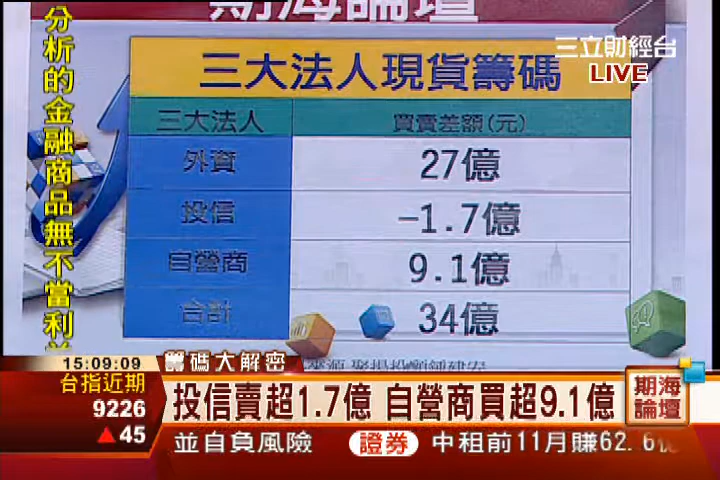 期海論壇
三立財經台
LIVE
分析的金融商品無不當利益
三大法人現貨籌碼
三大法人 買賣差額(元)
外資 27億
投信 -1.7億
自營商 9.1億
合計 34億
15:09:09
籌碼大解密
台指近期
9226
▲45
投信賣超1.7億 自營商買超9.1億
期海
論壇
並自負風險 證券 中租前11月賺62.6億